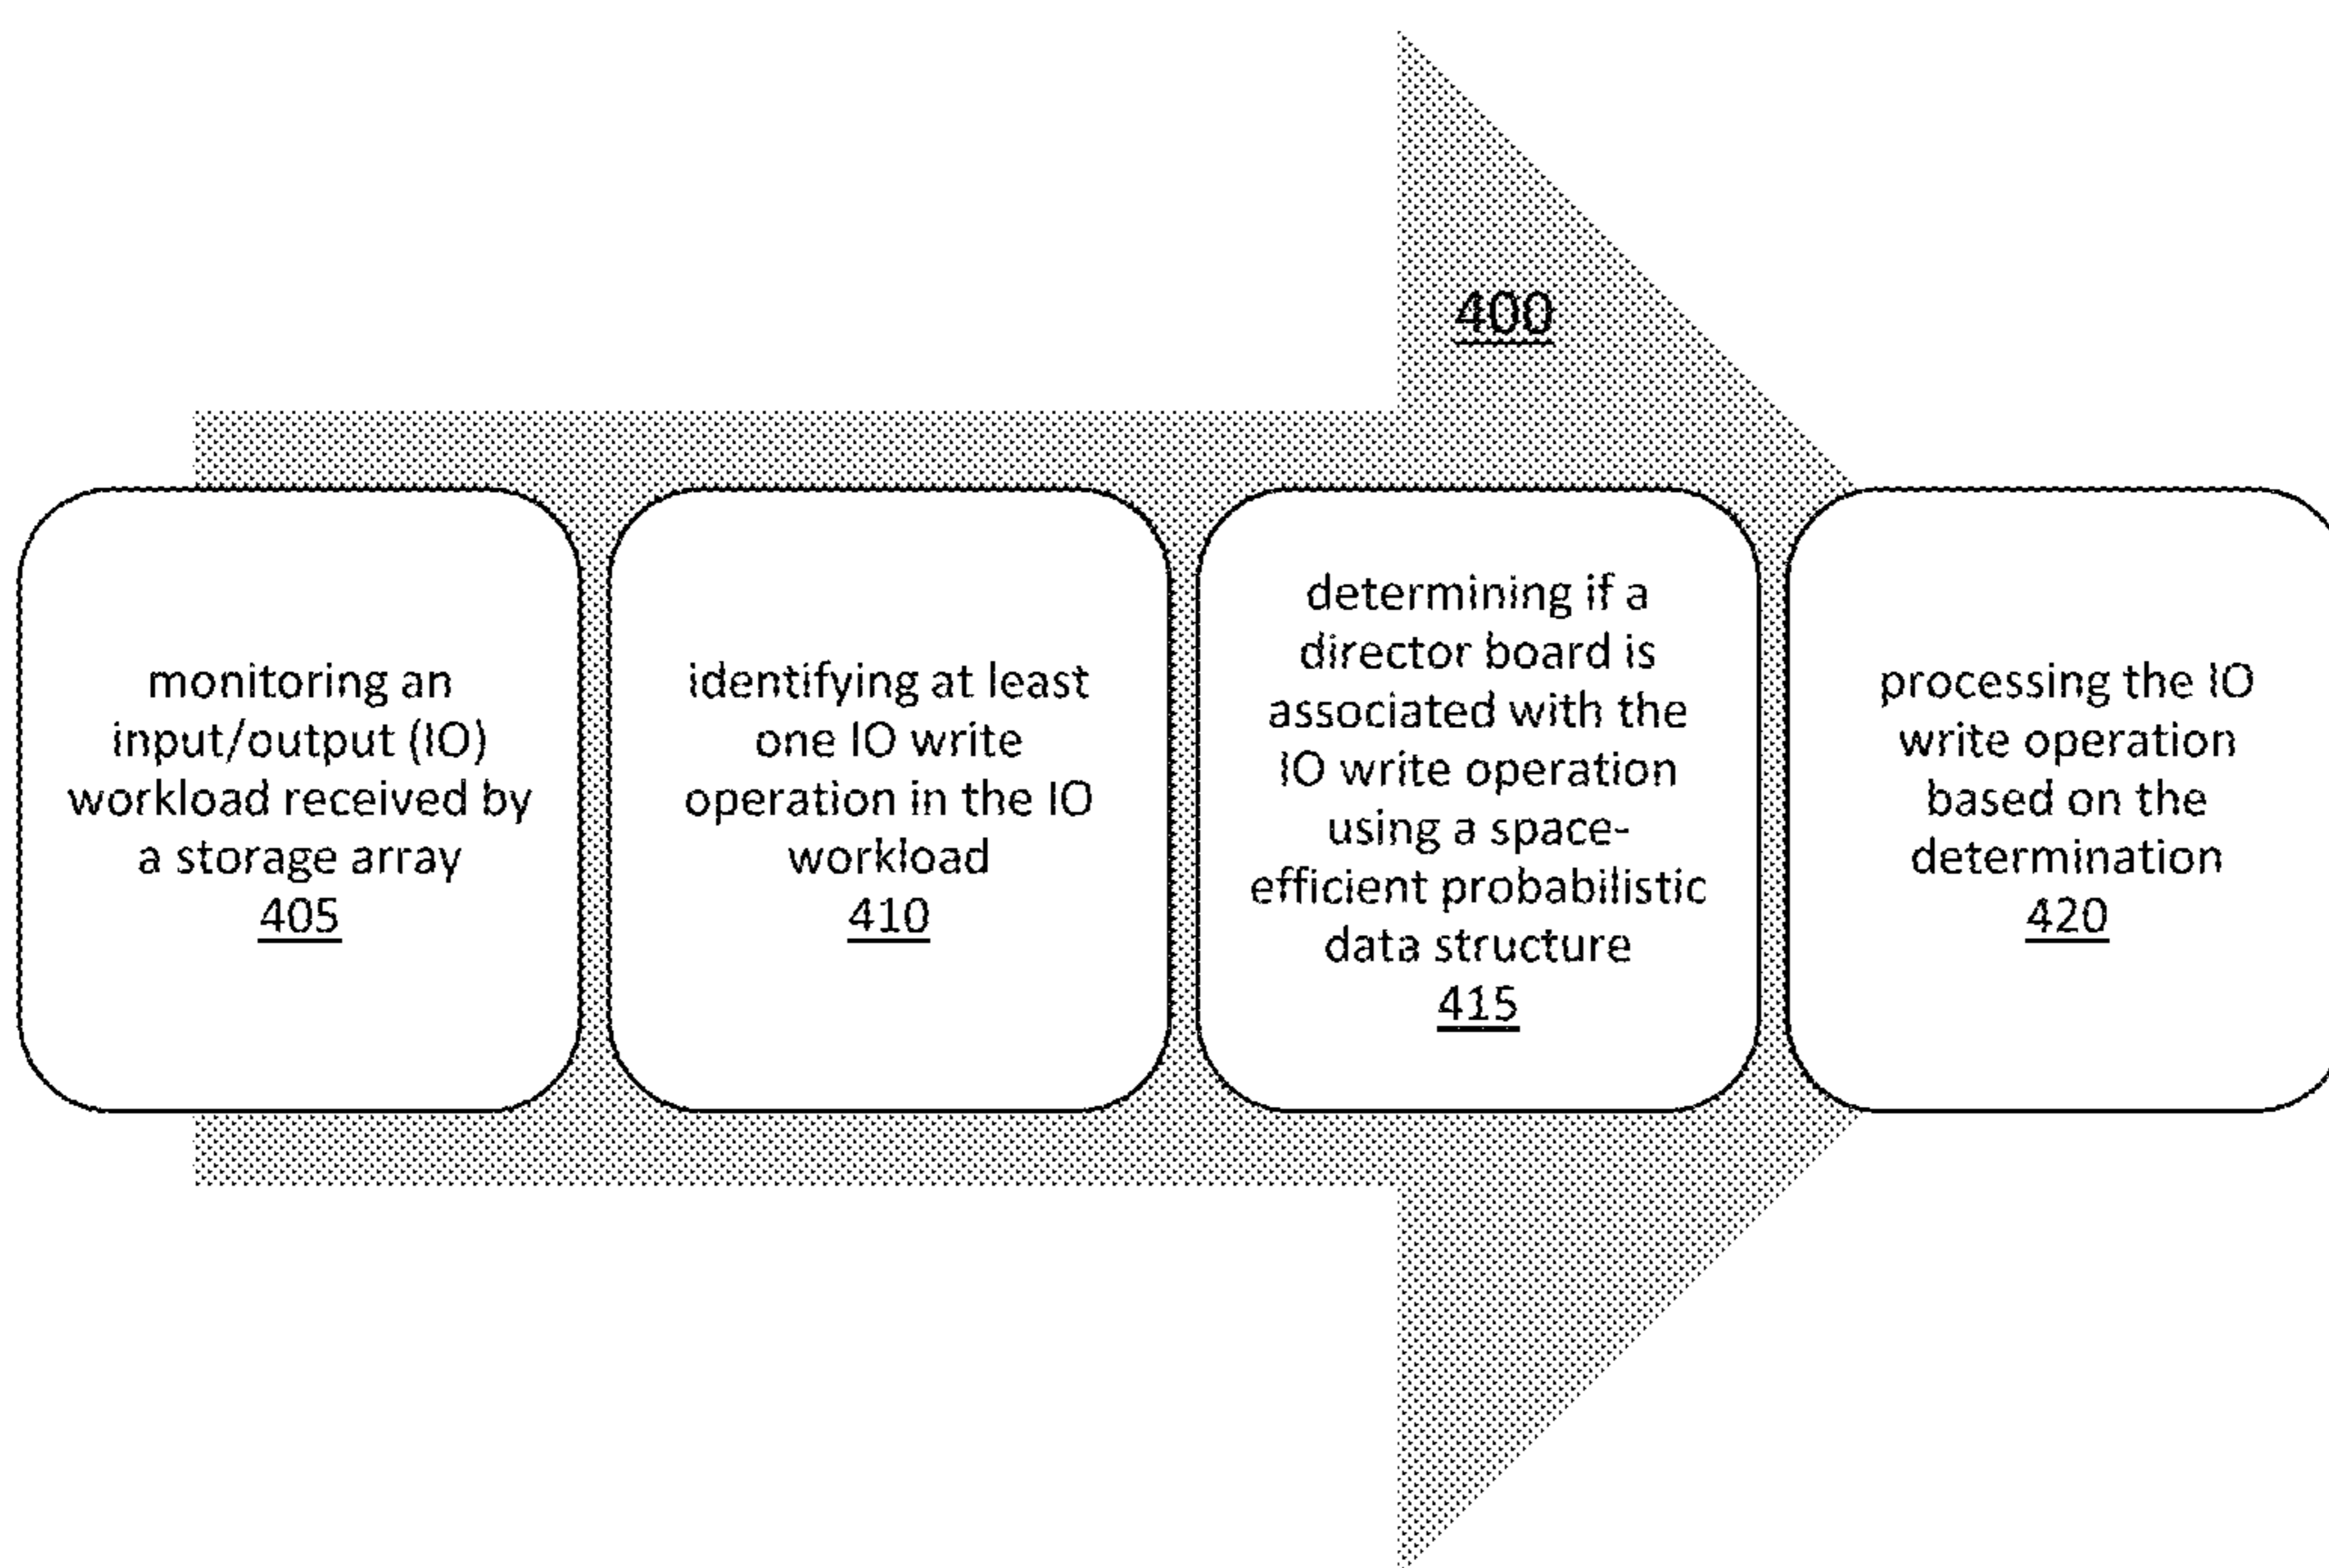 400
monitoring an
input/output (IO)
workload received by
a storage array
405
identifying at least
one IO write
operation in the IO
workload
410
determining if a
director board is
associated with the
IO write operation
using a space-
efficient probabilistic
data structure
415
processing the IO
write operation
based on the
determination
420